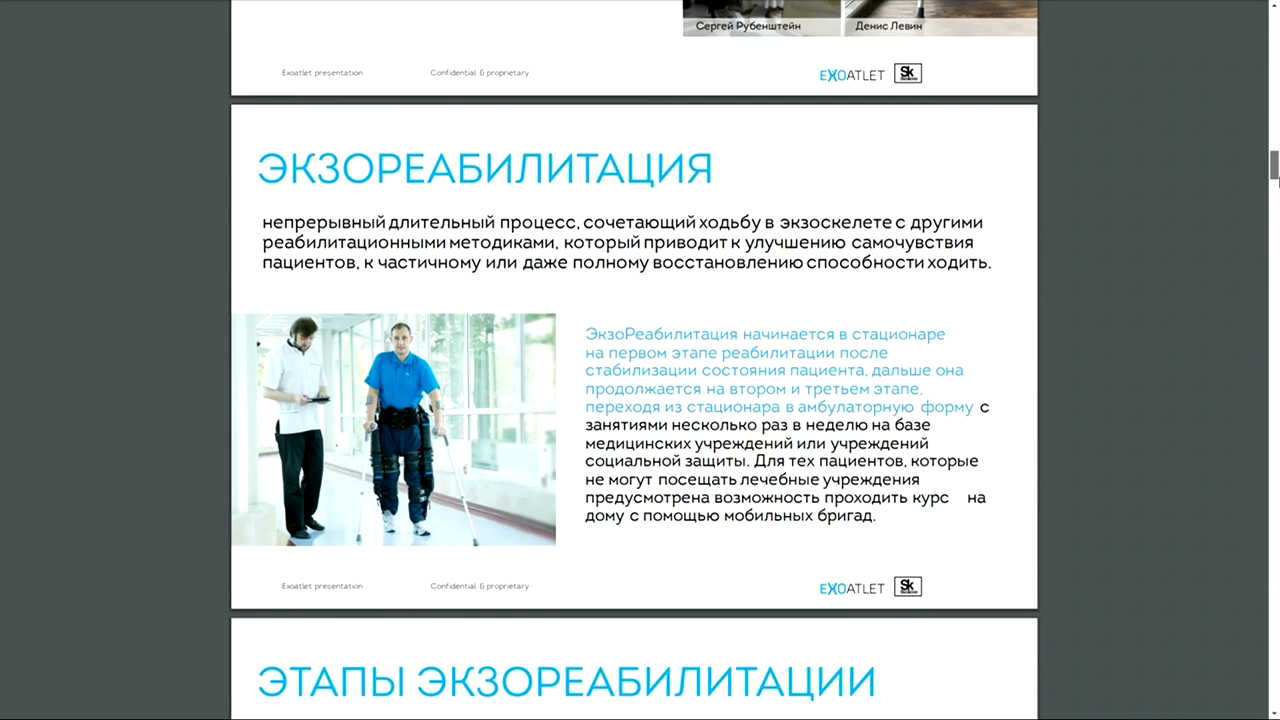 Сергей Рубенштейн
Денис Левин
Exoatlet presentation
Confidential & proprietary
EXOATLET
Sk
ЭКЗОРЕАБИЛИТАЦИЯ
непрерывный длительный процесс, сочетающий ходьбу в экзоскелете с другими
реабилитационными методиками, который приводит к улучшению самочувствия
пациентов, к частичному или даже полному восстановлению способности ходить.
ЭкзоРеабилитация начинается в стационаре
на первом этапе реабилитации после
стабилизации состояния пациента, дальше она
продолжается на втором и третьем этапе,
переходя из стационара в амбулаторную форму с
занятиями несколько раз в неделю на базе
медицинских учреждений или учреждений
социальной защиты. Для тех пациентов, которые
не могут посещать лечебные учреждения
предусмотрена возможность проходить курс на
дому с помощью мобильных бригад.
Exoatlet presentation
Confidential & proprietary
EXOATLET
Sk
ЭТАПЫ ЭКЗОРЕАБИЛИТАЦИИ